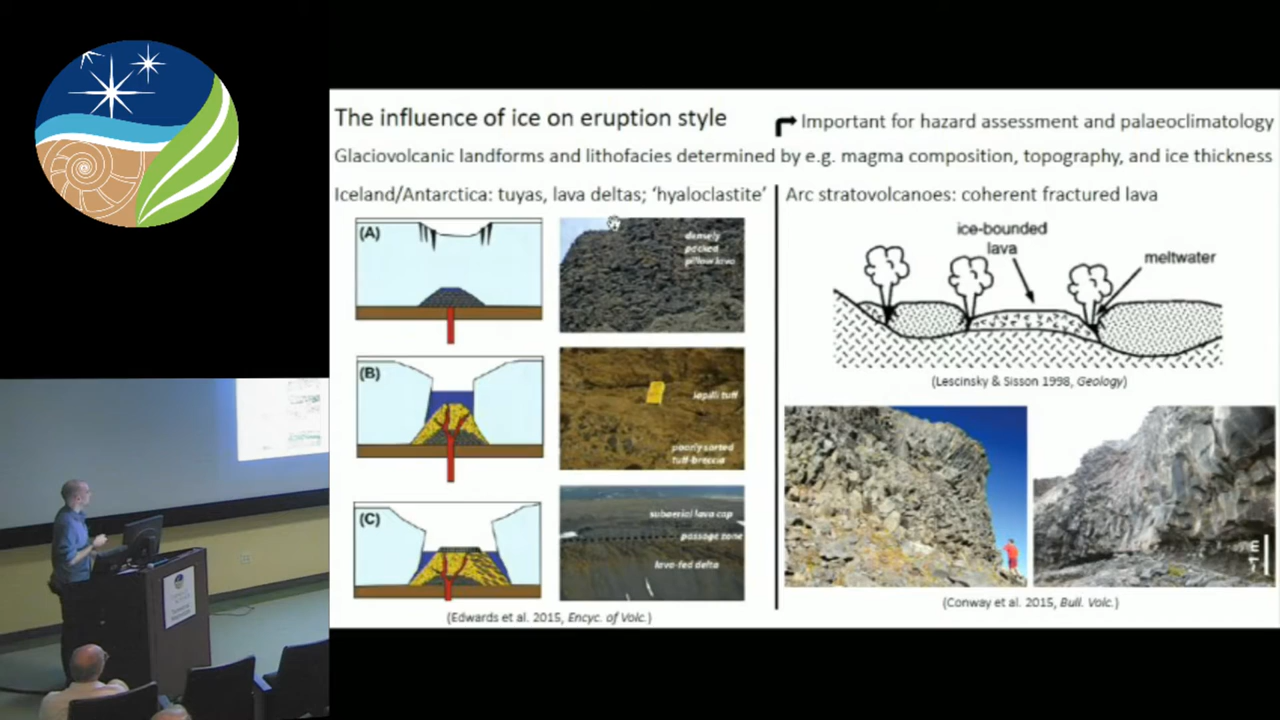 The influence of ice on eruption style
Important for hazard assessment and palaeoclimatology
Glaciovolcanic landforms and lithofacies determined by e.g. magma composition, topography, and ice thickness
Iceland/Antarctica: tuyas, lava deltas; ‘hyaloclastite’
Arc stratovolcanoes: coherent fractured lava
(A)
densely
packed
pillow lava
(B)
lapilli tuff
poorly sorted
tuff-breccia
(C)
subaerial lava cap
passage zone
lava-fed delta
(Edwards et al. 2015, Encyc. of Volc.)
ice-bounded
lava
meltwater
(Lescinsky & Sisson 1998, Geology)
1 m
(Conway et al. 2015, Bull. Volc.)